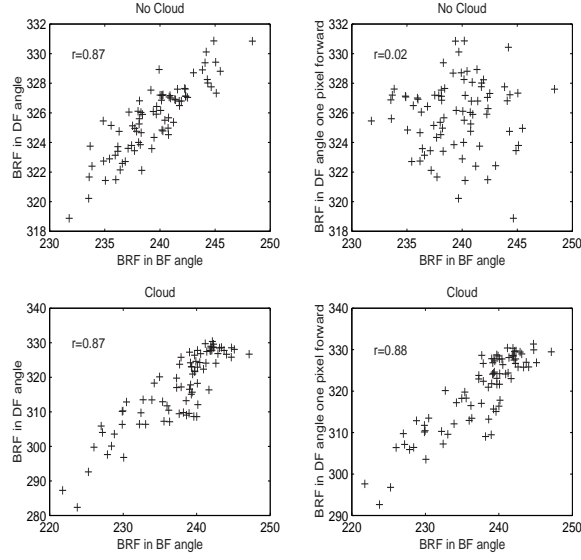 No Cloud
r=0.87
BRF in DF angle
332
330
328
326
324
322
320
318
230 235 240 245 250
BRF in BF angle
No Cloud
r=0.02
BRF in DF angle one pixel forward
332
330
328
326
324
322
320
318
230 235 240 245 250
BRF in BF angle
Cloud
r=0.87
BRF in DF angle
340
330
320
310
300
290
280
220 230 240 250
BRF in BF angle
Cloud
r=0.88
BRF in DF angle one pixel forward
340
330
320
310
300
290
220 230 240 250
BRF in BF angle